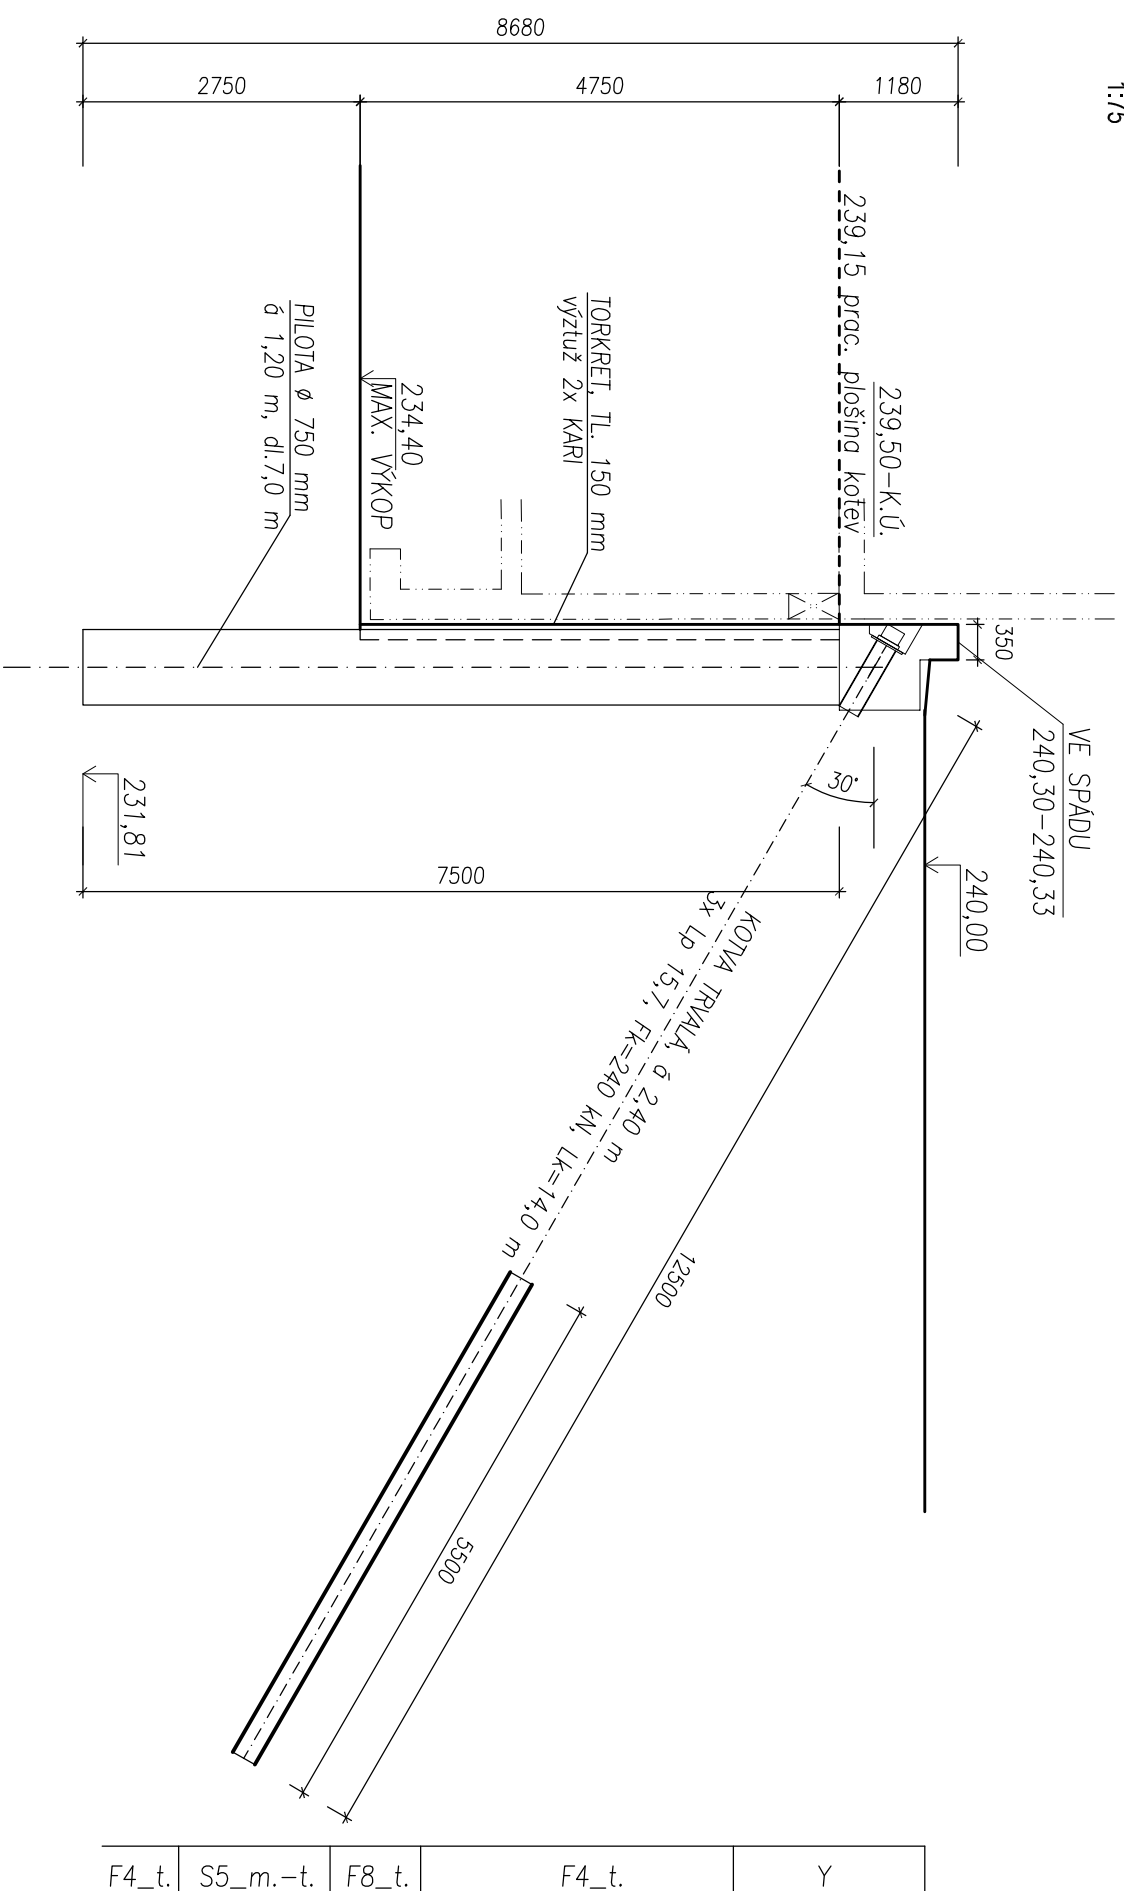 1:75
8680
2750
4750
1180
239,15 prac. plošina kotev
239,50-K.Ú.
TORKRET, TL. 150 mm
výztuž 2x KARI
234,40
MAX. VÝKOP
PILOTA ø 750 mm
á 1,20 m, dl.7,0 m
350
VE SPÁDU
240,30-240,33
240,00
30°
231,81
7500
KOTVA TRVALÁ, á 2,40 m
3x Lp 15,7, Fk=240 kN, Lk=14,0 m
12500
5500
F4_t.
S5_m.-t.
F8_t.
F4_t.
Y